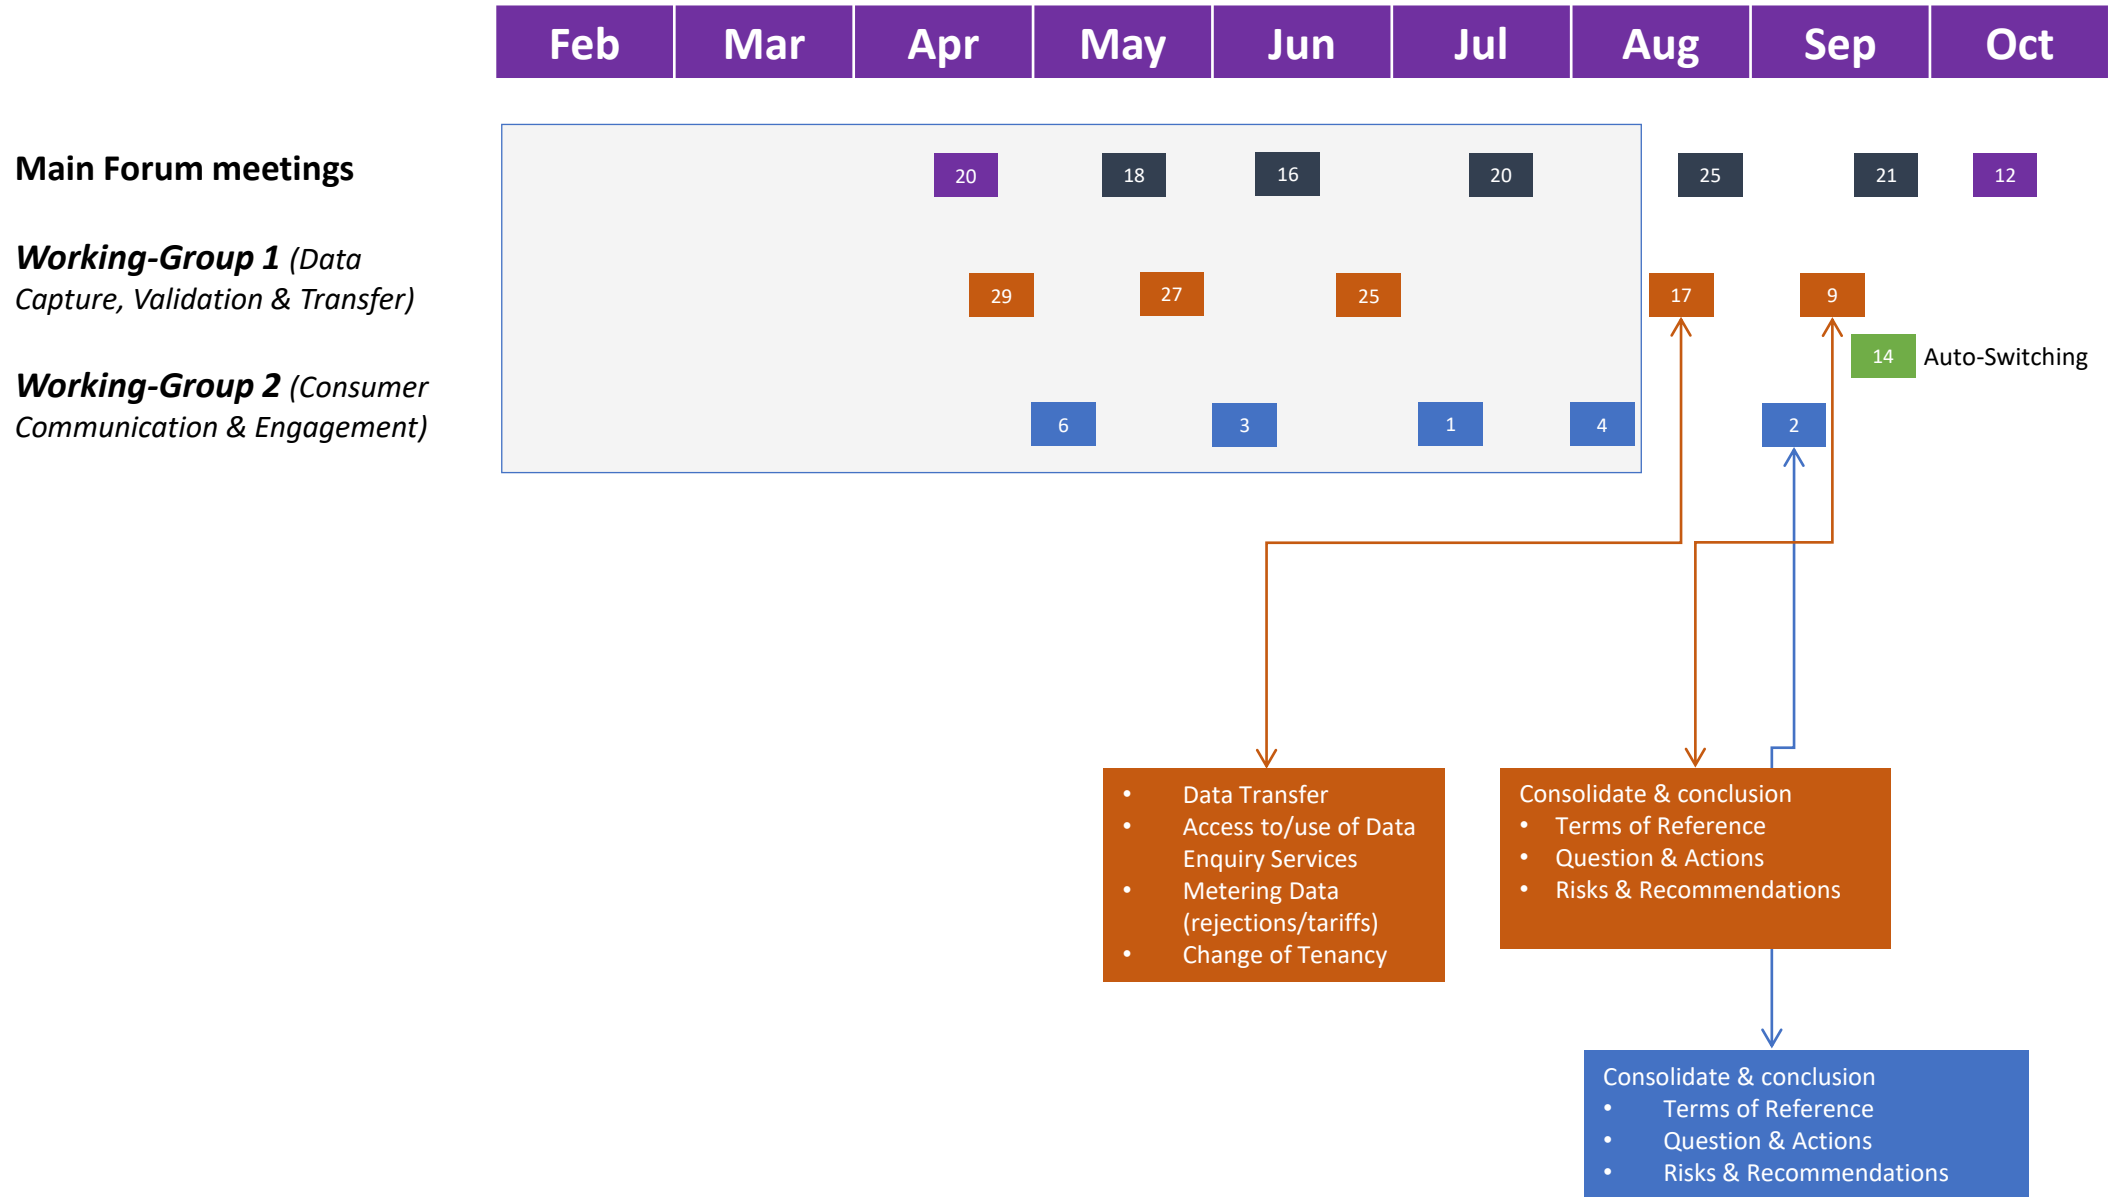 Feb Mar Apr May Jun Jul Aug Sep Oct
Main Forum meetings
20 18 16 20 25 21 12
Working-Group 1 (Data
Capture, Validation & Transfer)
29 27 25 17 9
14 Auto-Switching
Working-Group 2 (Consumer
Communication & Engagement)
6 3 1 4 2
• Data Transfer
• Access to/use of Data
Enquiry Services
• Metering Data
(rejections/tariffs)
• Change of Tenancy
Consolidate & conclusion
• Terms of Reference
• Question & Actions
• Risks & Recommendations
Consolidate & conclusion
• Terms of Reference
• Question & Actions
• Risks & Recommendations